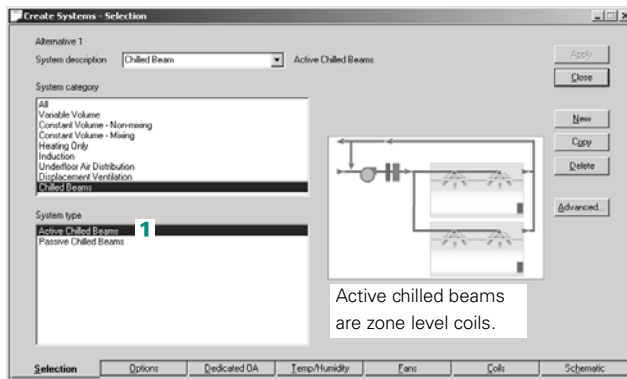 Create Systems - Selection
Alternative 1
System description
Chilled Beam
Active Chilled Beams
Apply
Close
System category
All
Variable Volume
Constant Volume - Non-mixing
Constant Volume - Mixing
Heating Only
Induction
Underfloor Air Distribution
Displacement Ventilation
Chilled Beams
New
Copy
Delete
Advanced...
System type
Active Chilled Beams
1
Passive Chilled Beams
Active chilled beams
are zone level coils.
Selection
Options
Dedicated OA
Temp/Humidity
Fans
Coils
Schematic